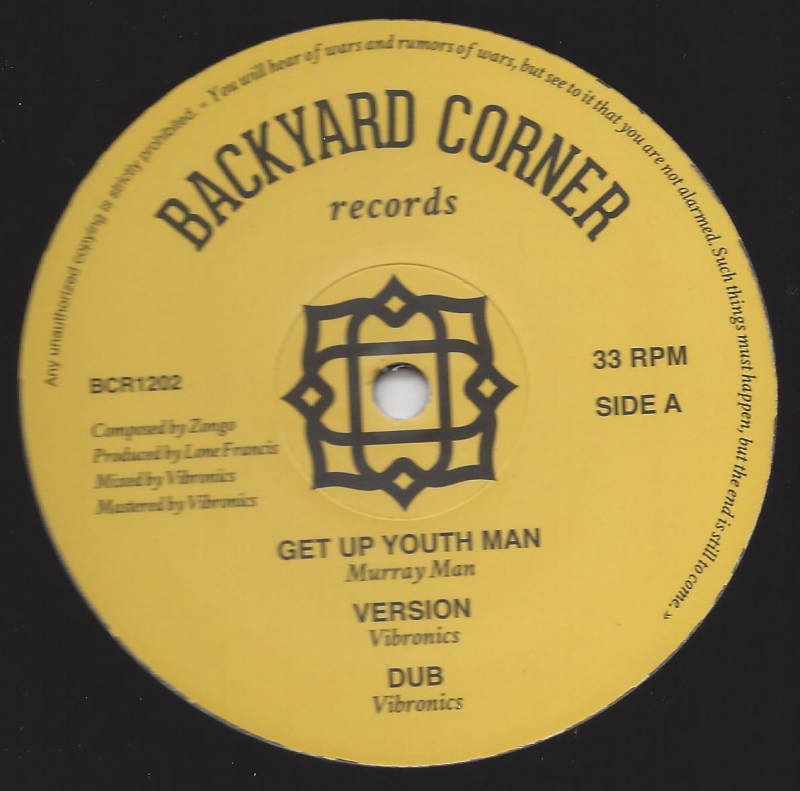 Any unauthorized copying is strictly prohibited. « You will hear of wars and rumors of wars, but see to it that you are not alarmed. Such things must happen, but the end is still to come. »
BACKYARD CORNER
records
33 RPM
SIDE A
BCR1202
Composed by Zongo
Produced by Lone Francis
Mixed by Vibronics
Mastered by Vibronics
GET UP YOUTH MAN
Murray Man
VERSION
Vibronics
DUB
Vibronics